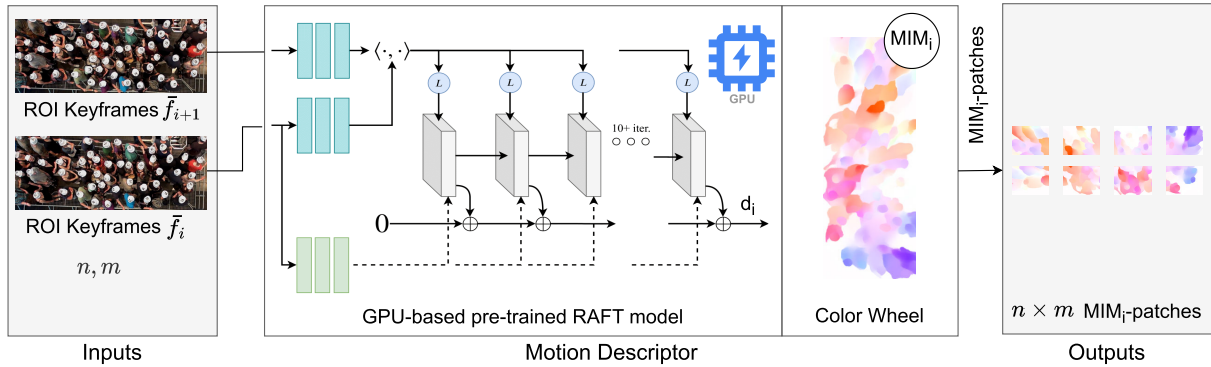 ROI Keyframes f̄ᵢ₊₁
ROI Keyframes f̄ᵢ
n, m
Inputs
⟨·, ·⟩
L
L
L
L
10+ iter.
0
dᵢ
GPU
GPU-based pre-trained RAFT model
Motion Descriptor
MIMᵢ
Color Wheel
MIMᵢ-patches
n × m MIMᵢ-patches
Outputs